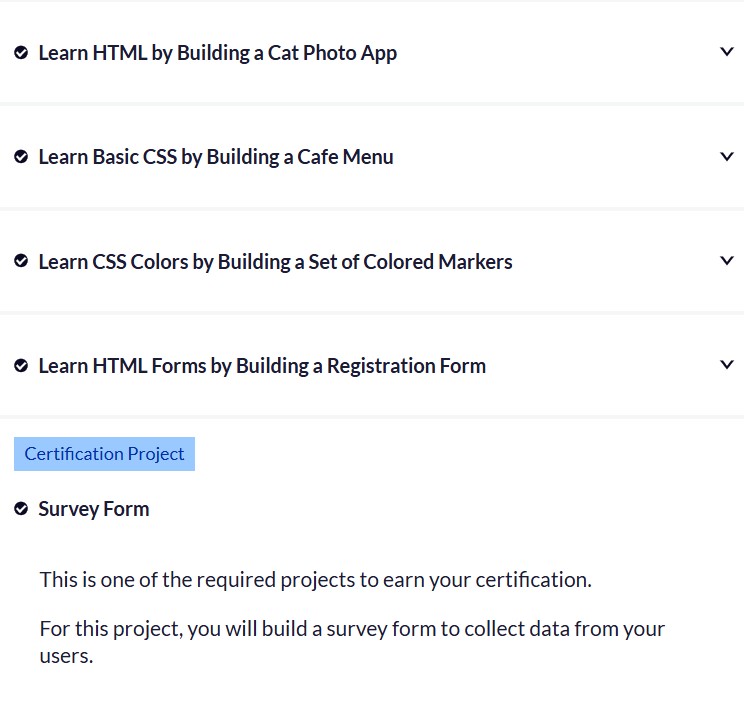 Learn HTML by Building a Cat Photo App
Learn Basic CSS by Building a Cafe Menu
Learn CSS Colors by Building a Set of Colored Markers
Learn HTML Forms by Building a Registration Form
Certification Project
Survey Form
This is one of the required projects to earn your certification.
For this project, you will build a survey form to collect data from your
users.